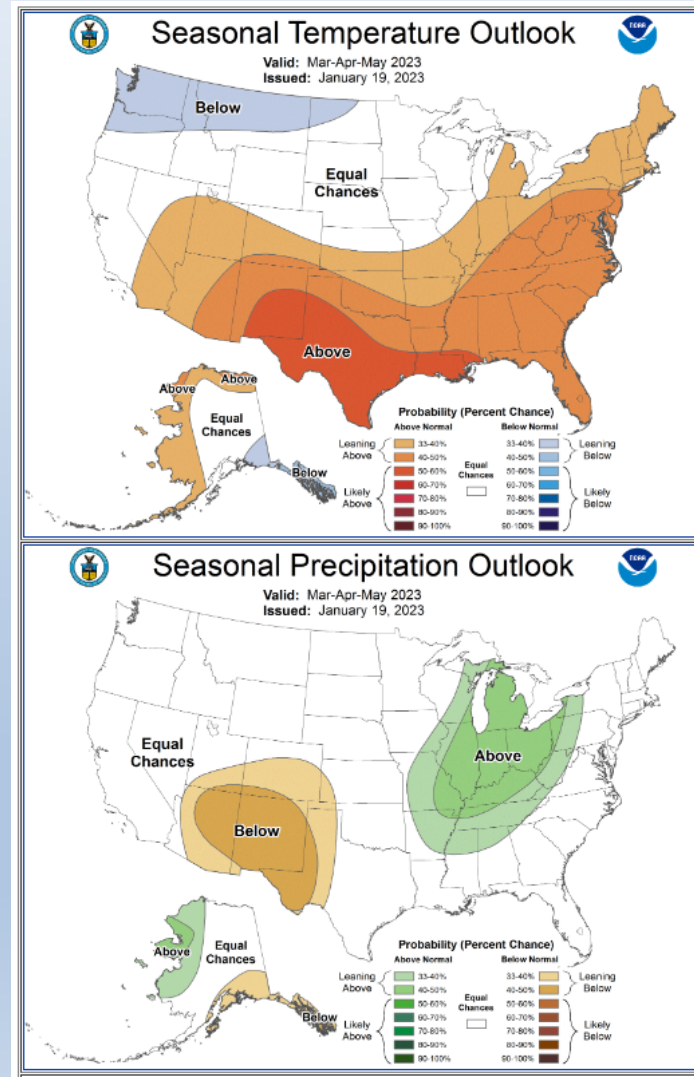 Seasonal Temperature Outlook
Valid: Mar-Apr-May 2023
Issued: January 19, 2023
Below
Equal
Chances
Above
Above
Above
Equal
Chances
Below
Probability (Percent Chance)
Above Normal
Below Normal
Leaning
Above
33-40%
40-50%
Likely
Above
50-60%
60-70%
70-80%
80-90%
90-100%
Equal
Chances
33-40%
40-50%
Leaning
Below
50-60%
60-70%
70-80%
80-90%
90-100%
Likely
Below
Seasonal Precipitation Outlook
Valid: Mar-Apr-May 2023
Issued: January 19, 2023
Equal
Chances
Above
Below
Above
Equal
Chances
Below
Probability (Percent Chance)
Above Normal
Below Normal
Leaning
Above
33-40%
40-50%
Likely
Above
50-60%
60-70%
70-80%
80-90%
90-100%
Equal
Chances
33-40%
40-50%
Leaning
Below
50-60%
60-70%
70-80%
80-90%
90-100%
Likely
Below